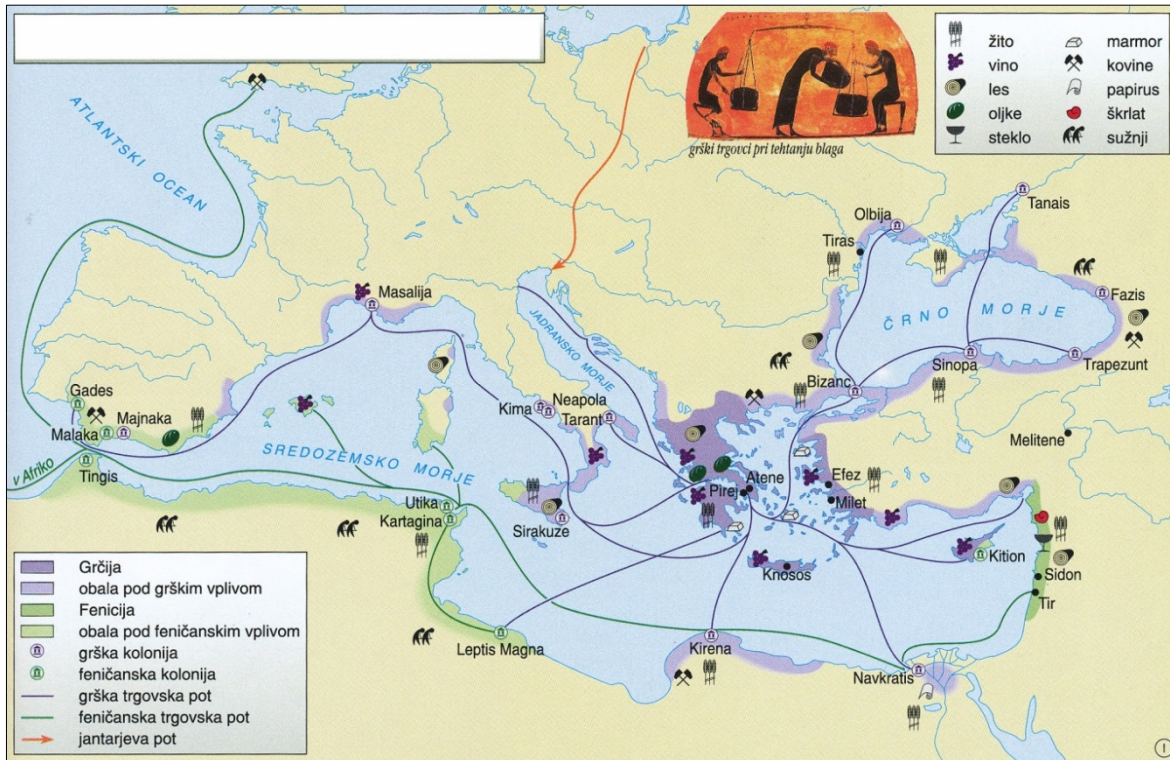 žito
vino
les
oljke
steklo
marmor
kovine
papirus
škrlat
sužnji
grški trgovci pri tehtanju blaga
ATLANTSKI OCEAN
Tanais
Olbija
Tiras
Fazis
ČRNO MORJE
Masalija
JADRANSKO MORJE
Sinopa
Trapezunt
Bizanc
Gades
Majnaka
Malaka
Kima
Neapola
Tarant
Melitene
SREDOZEMSKO MORJE
v Afriko
Tingis
Atene
Pirej
Efez
Milet
Utika
Kartagina
Sirakuze
Kition
Knosos
Sidon
Tir
Leptis Magna
Kirena
Navkratis
Grčija
obala pod grškim vplivom
Fenicija
obala pod feničanskim vplivom
grška kolonija
feničanska kolonija
grška trgovska pot
feničanska trgovska pot
jantarjeva pot
I